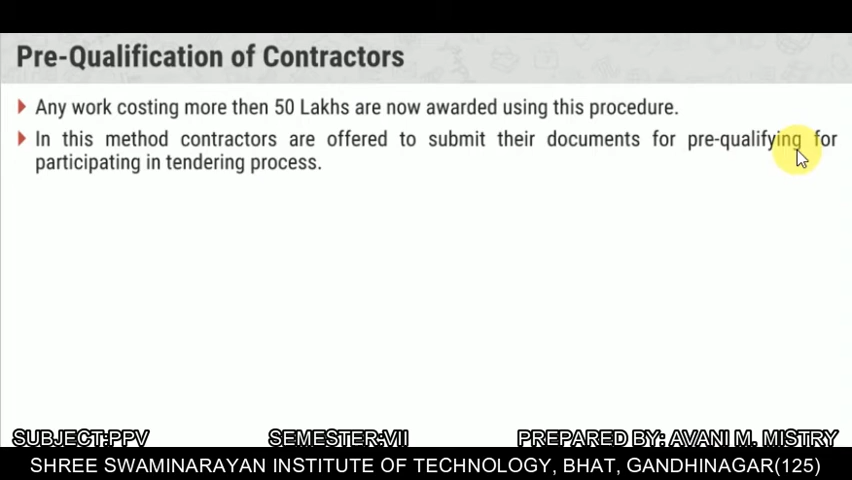 Pre-Qualification of Contractors
Any work costing more then 50 Lakhs are now awarded using this procedure.
In this method contractors are offered to submit their documents for pre-qualifying for
participating in tendering process.
SUBJECT:PPV SEMESTER:VII PREPARED BY: AVANI M. MISTRY
SHREE SWAMINARAYAN INSTITUTE OF TECHNOLOGY, BHAT, GANDHINAGAR(125)